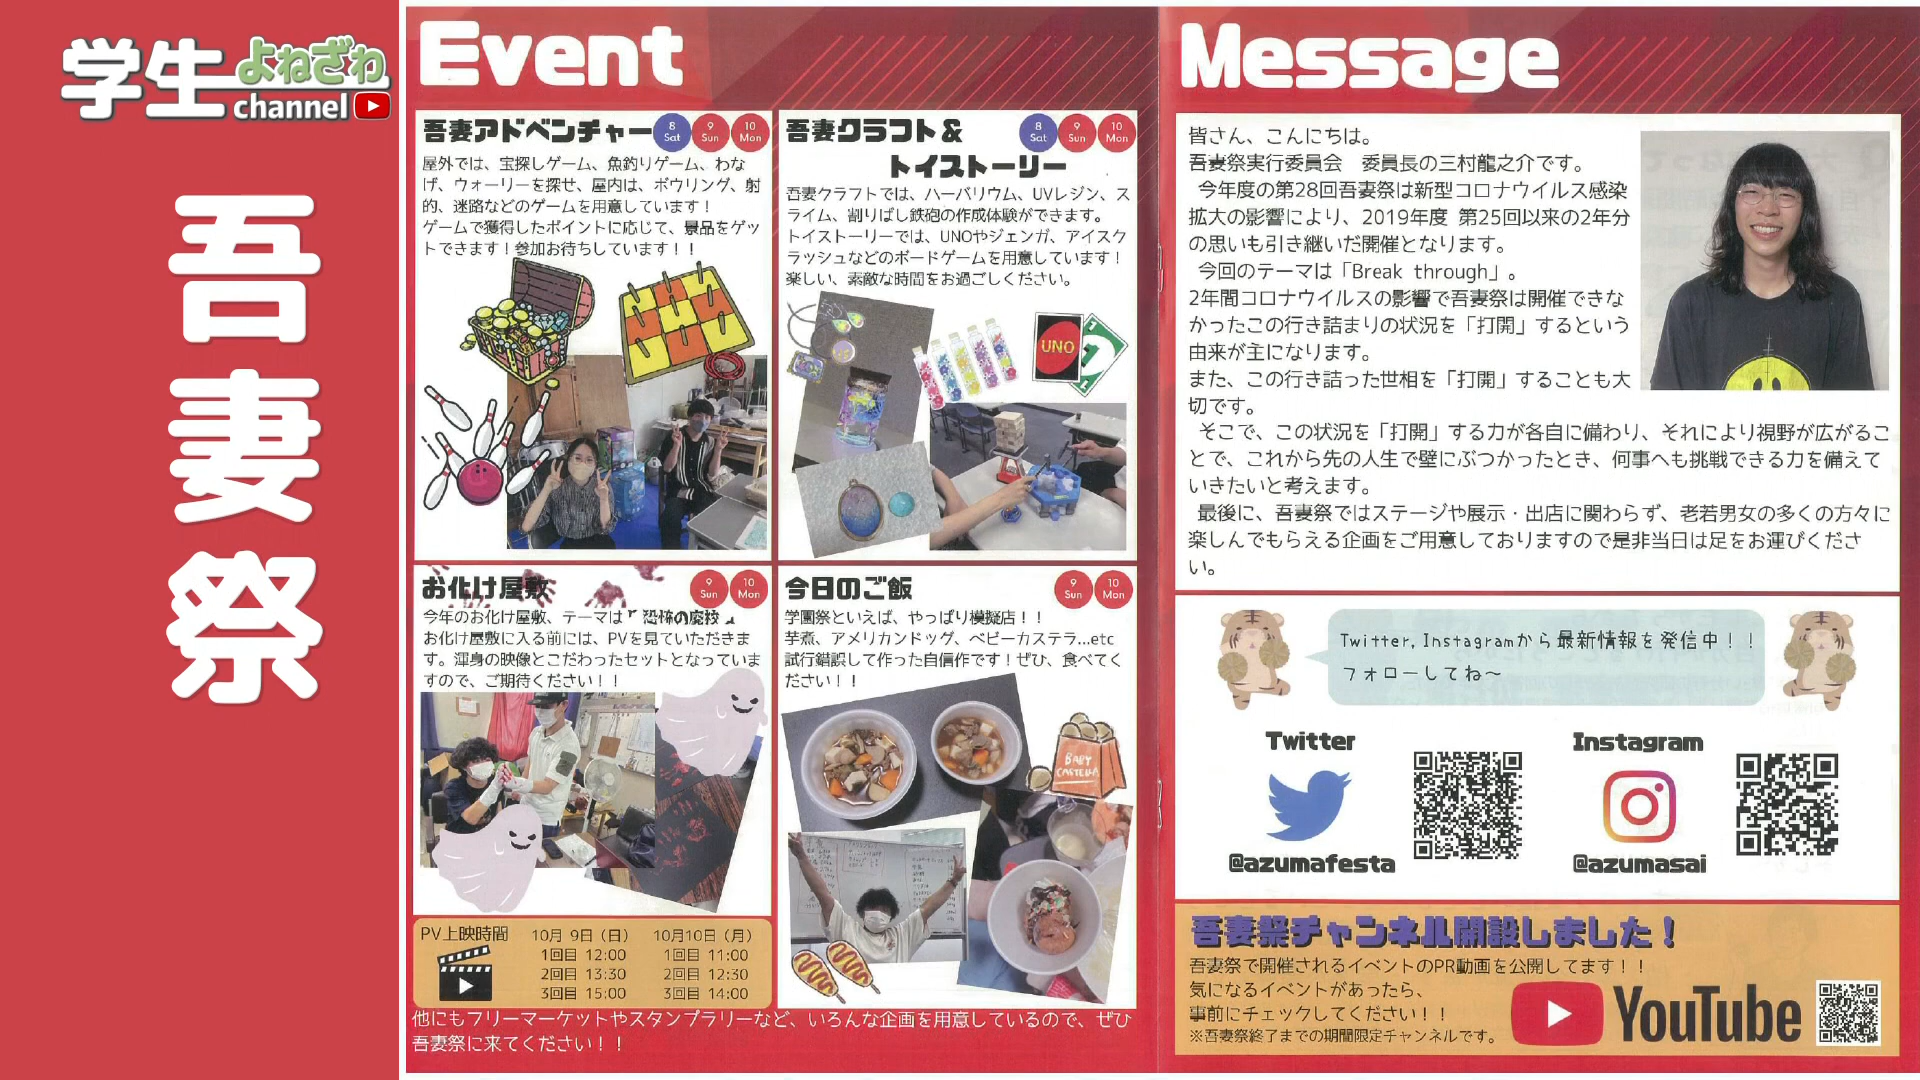 学生よねざわ
channel
吾妻祭
Event
吾妻アドベンチャー
8 Sat
9 Sun
10 Mon
屋外では、宝探しゲーム、魚釣りゲーム、わな
げ、ウォーリーを探せ、屋内は、ボウリング、射
的、迷路などのゲームを用意しています!
ゲームで獲得したポイントに応じて、景品をゲッ
トできます!参加お待ちしています!!
吾妻クラフト&
トイストーリー
8 Sat
9 Sun
10 Mon
吾妻クラフトでは、ハーバリウム、UVレジン、ス
ライム、割りばし鉄砲の作成体験ができます。
トイストーリーでは、UNOやジェンガ、アイスク
ラッシュなどのボードゲームを用意しています!
楽しい、素敵な時間をお過ごしください。
UNO
1
お化け屋敷
9 Sun
10 Mon
今年のお化け屋敷、テーマは「恐怖の廃校」
お化け屋敷に入る前には、PVを見ていただきま
す。渾身の映像とこだわったセットとなっていま
すので、ご期待ください!!
PV上映時間
10月 9日(日)
1回目 12:00
2回目 13:30
3回目 15:00
10月10日(月)
1回目 11:00
2回目 12:30
3回目 14:00
今日のご飯
9 Sun
10 Mon
学園祭といえば、やっぱり模擬店!!
芋煮、アメリカンドッグ、ベビーカステラ...etc
試行錯誤して作った自信作です!ぜひ、食べてく
ださい!!
BABY
CASTELLA
他にもフリーマーケットやスタンプラリーなど、いろんな企画を用意しているので、ぜひ
吾妻祭に来てください!!
Message
皆さん、こんにちは。
吾妻祭実行委員会 委員長の三村龍之介です。
今年度の第28回吾妻祭は新型コロナウイルス感染
拡大の影響により、2019年度 第25回以来の2年分
の思いも引き継いだ開催となります。
今回のテーマは「Break through」。
2年間コロナウイルスの影響で吾妻祭は開催できな
かったこの行き詰まりの状況を「打開」するという
由来が主になります。
また、この行き詰った世相を「打開」することも大
切です。
そこで、この状況を「打開」する力が各自に備わり、それにより視野が広がるこ
とで、これから先の人生で壁にぶつかったとき、何事へも挑戦できる力を備えて
いきたいと考えます。
最後に、吾妻祭ではステージや展示・出店に関わらず、老若男女の多くの方々に
楽しんでもらえる企画をご用意しておりますので是非当日は足をお運びくださ
い。
Twitter, Instagramから最新情報を発信中!!
フォローしてね〜
Twitter
@azumafesta
Instagram
@azumasai
吾妻祭チャンネル開設しました!
吾妻祭で開催されるイベントのPR動画を公開してます!!
気になるイベントがあったら、
事前にチェックしてください!!
※吾妻祭終了までの期間限定チャンネルです。
YouTube